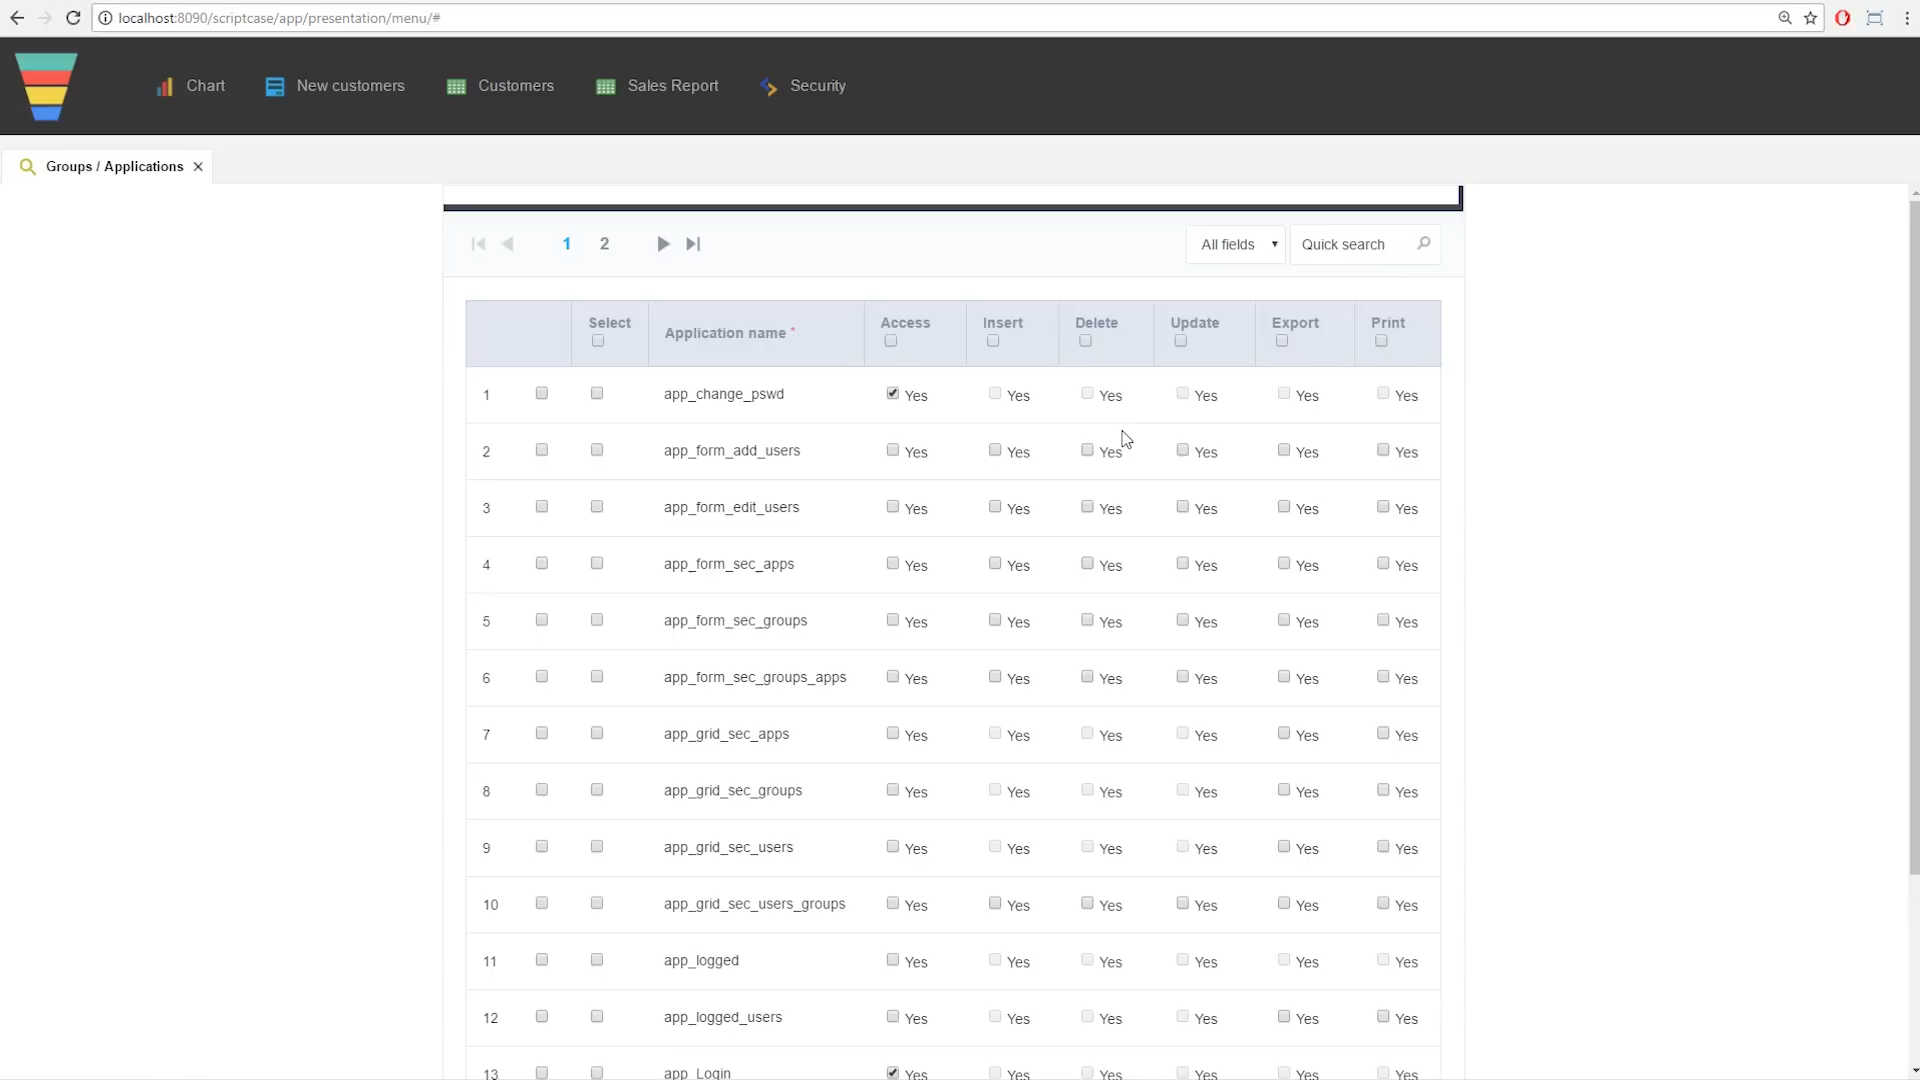 localhost:8090/scriptcase/app/presentation/menu/#
Chart New customers Customers Sales Report Security
Groups / Applications ×
1 2 All fields Quick search
Select Application name * Access Insert Delete Update Export Print
1 app_change_pswd Yes Yes Yes Yes Yes Yes
2 app_form_add_users Yes Yes Yes Yes Yes Yes
3 app_form_edit_users Yes Yes Yes Yes Yes Yes
4 app_form_sec_apps Yes Yes Yes Yes Yes Yes
5 app_form_sec_groups Yes Yes Yes Yes Yes Yes
6 app_form_sec_groups_apps Yes Yes Yes Yes Yes Yes
7 app_grid_sec_apps Yes Yes Yes Yes Yes Yes
8 app_grid_sec_groups Yes Yes Yes Yes Yes Yes
9 app_grid_sec_users Yes Yes Yes Yes Yes Yes
10 app_grid_sec_users_groups Yes Yes Yes Yes Yes Yes
11 app_logged Yes Yes Yes Yes Yes Yes
12 app_logged_users Yes Yes Yes Yes Yes Yes
13 app_Login Yes Yes Yes Yes Yes Yes